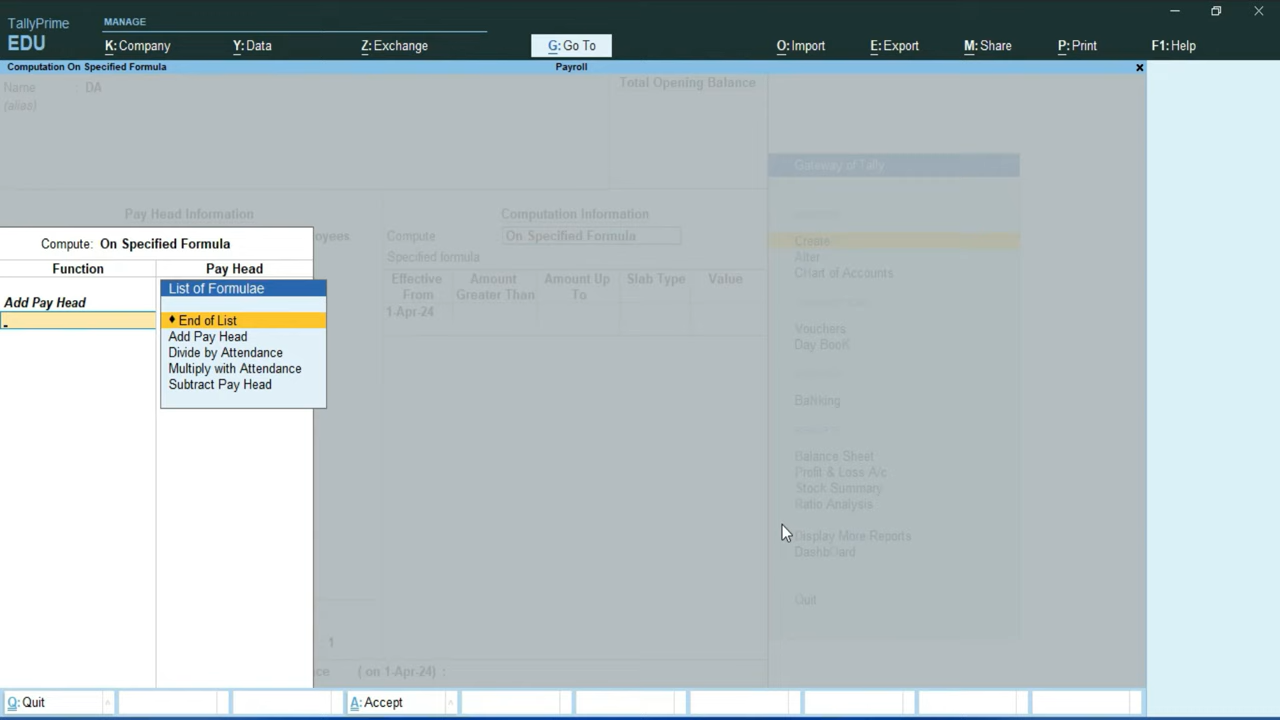 TallyPrime
EDU
MANAGE
K: Company
Y: Data
Z: Exchange
G: Go To
O: Import
E: Export
M: Share
P: Print
F1: Help
Computation On Specified Formula
Payroll
Name : DA
(alias)
Total Opening Balance
Gateway of Tally
Pay Head Information
Computation Information
Compute On Specified Formula
Specified formula
Effective From
Amount Greater Than
Amount Up To
Slab Type
Value
1-Apr-24
Compute: On Specified Formula
Function
Pay Head
Add Pay Head
List of Formulae
♦ End of List
Add Pay Head
Divide by Attendance
Multiply with Attendance
Subtract Pay Head
Create
Alter
Chart of Accounts
Vouchers
Day Book
Banking
Balance Sheet
Profit & Loss A/c
Stock Summary
Ratio Analysis
Display More Reports
DashBoard
Quit
1
( on 1-Apr-24) :
Q: Quit
A: Accept